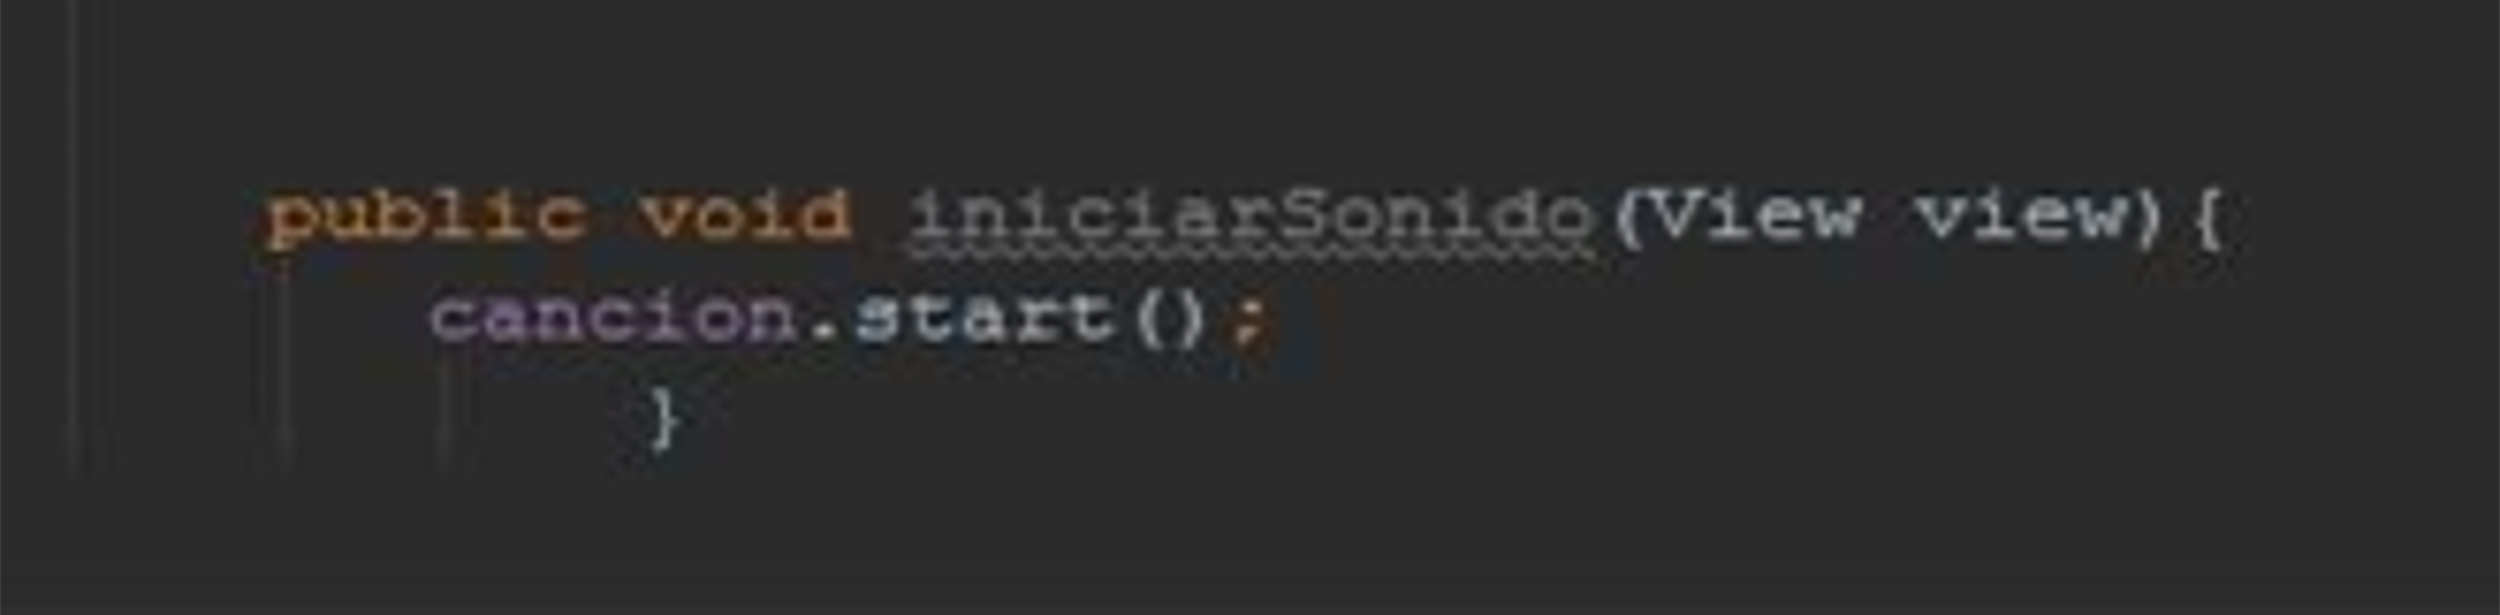 public void iniciarSonido(View view){
cancion.start();
}